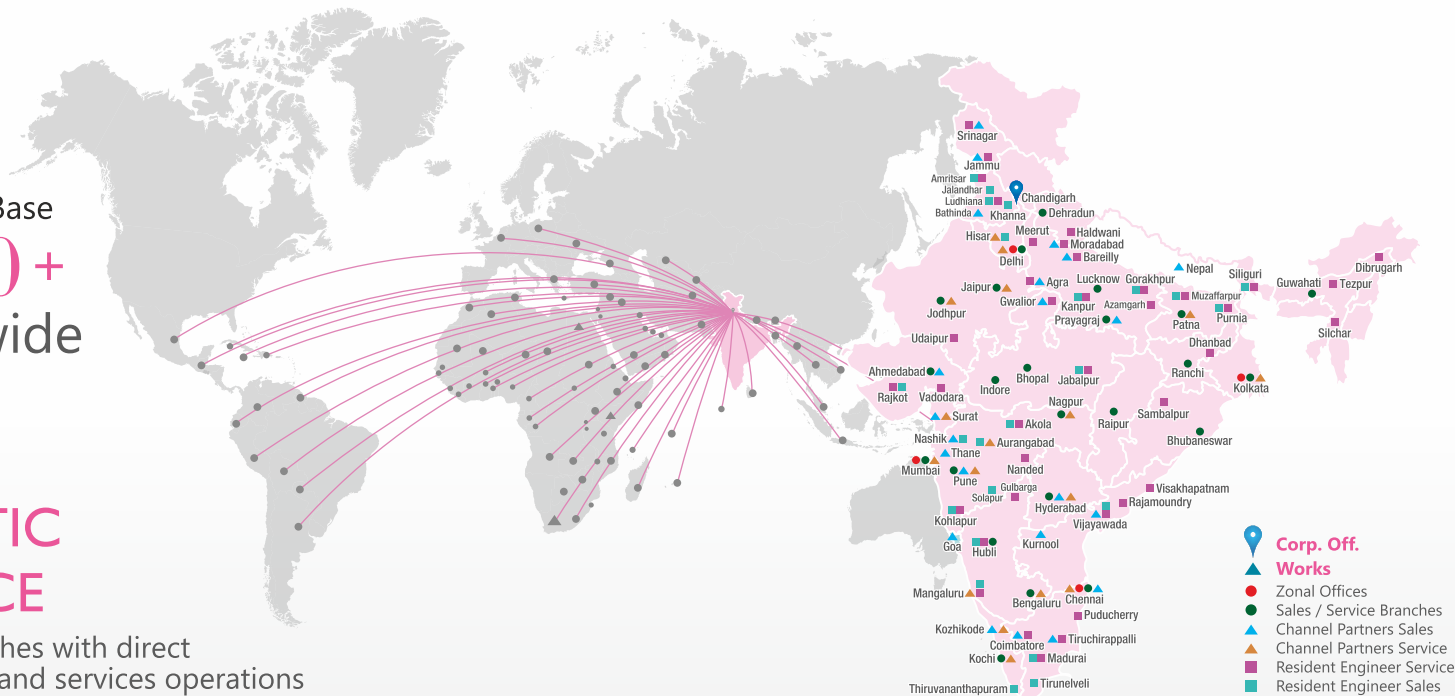 Base
0+
wide
TIC
CE
hes with direct
and services operations
Srinagar
Jammu
Amritsar
Jalandhar
Ludhiana
Bathinda
Khanna
Chandigarh
Dehradun
Hisar
Meerut
Haldwani
Moradabad
Bareilly
Delhi
Nepal
Siliguri
Dibrugarh
Guwahati
Tezpur
Jaipur
Agra
Lucknow
Gorakhpur
Jodhpur
Gwalior
Kanpur
Azamgarh
Muzaffarpur
Purnia
Prayagraj
Patna
Silchar
Udaipur
Dhanbad
Ahmedabad
Rajkot
Vadodara
Indore
Bhopal
Jabalpur
Ranchi
Kolkata
Nagpur
Surat
Akola
Raipur
Sambalpur
Bhubaneswar
Nashik
Aurangabad
Thane
Mumbai
Pune
Nanded
Gulbarga
Solapur
Visakhapatnam
Rajamoundry
Hyderabad
Vijayawada
Kohlapur
Goa
Hubli
Kurnool
Mangaluru
Bengaluru
Chennai
Puducherry
Kozhikode
Coimbatore
Tiruchirappalli
Kochi
Madurai
Thiruvananthapuram
Tirunelveli
Corp. Off.
Works
Zonal Offices
Sales / Service Branches
Channel Partners Sales
Channel Partners Service
Resident Engineer Service
Resident Engineer Sales